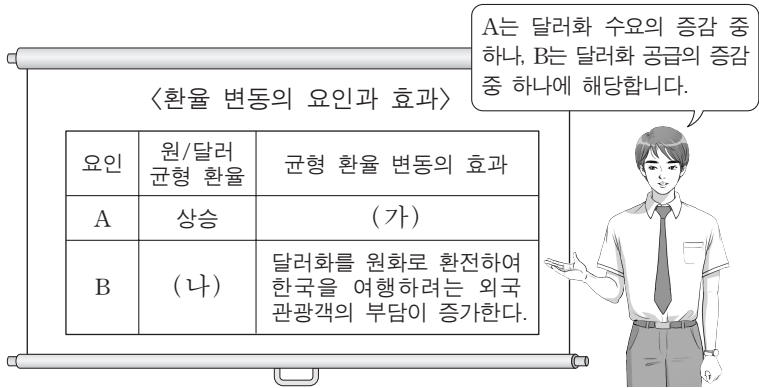 A는 달러화 수요의 증감 중
하나, B는 달러화 공급의 증감
중 하나에 해당합니다.
〈환율 변동의 요인과 효과〉
요인
원/달러
균형 환율
균형 환율 변동의 효과
A
상승
(가)
B
(나)
달러화를 원화로 환전하여
한국을 여행하려는 외국
관광객의 부담이 증가한다.